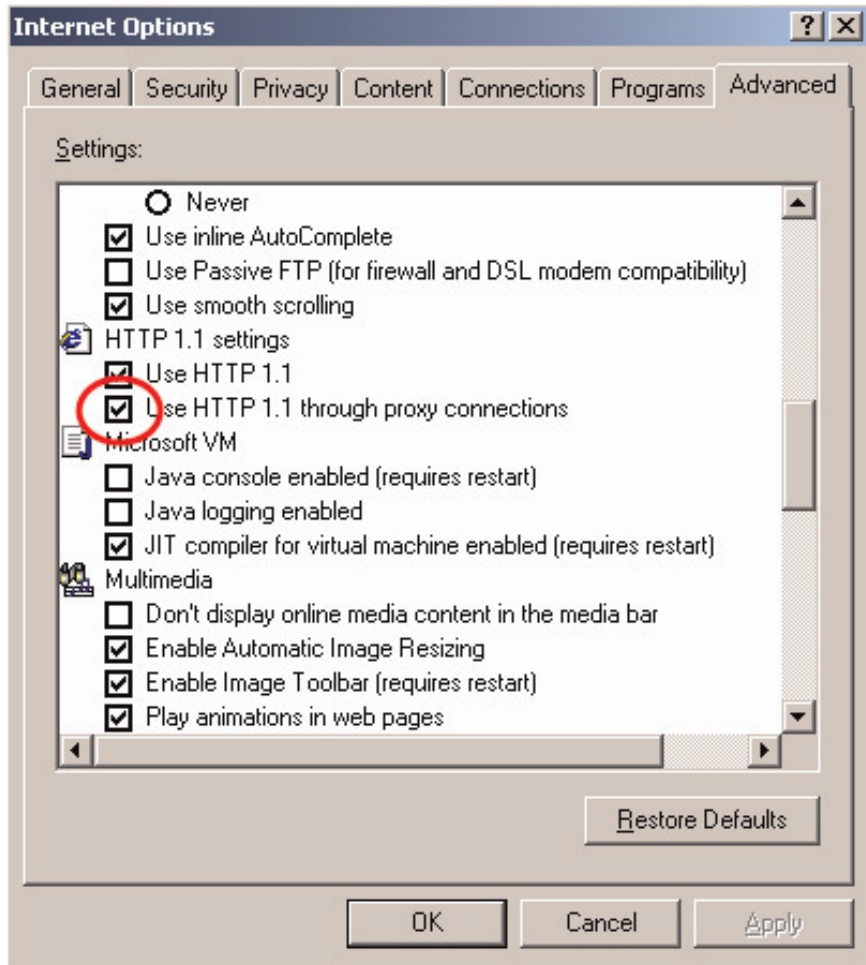 Internet Options
General Security Privacy Content Connections Programs Advanced
Settings:
Never
Use inline AutoComplete
Use Passive FTP (for firewall and DSL modem compatibility)
Use smooth scrolling
HTTP 1.1 settings
Use HTTP 1.1
Use HTTP 1.1 through proxy connections
Microsoft VM
Java console enabled (requires restart)
Java logging enabled
JIT compiler for virtual machine enabled (requires restart)
Multimedia
Don't display online media content in the media bar
Enable Automatic Image Resizing
Enable Image Toolbar (requires restart)
Play animations in web pages
Restore Defaults
OK Cancel Apply